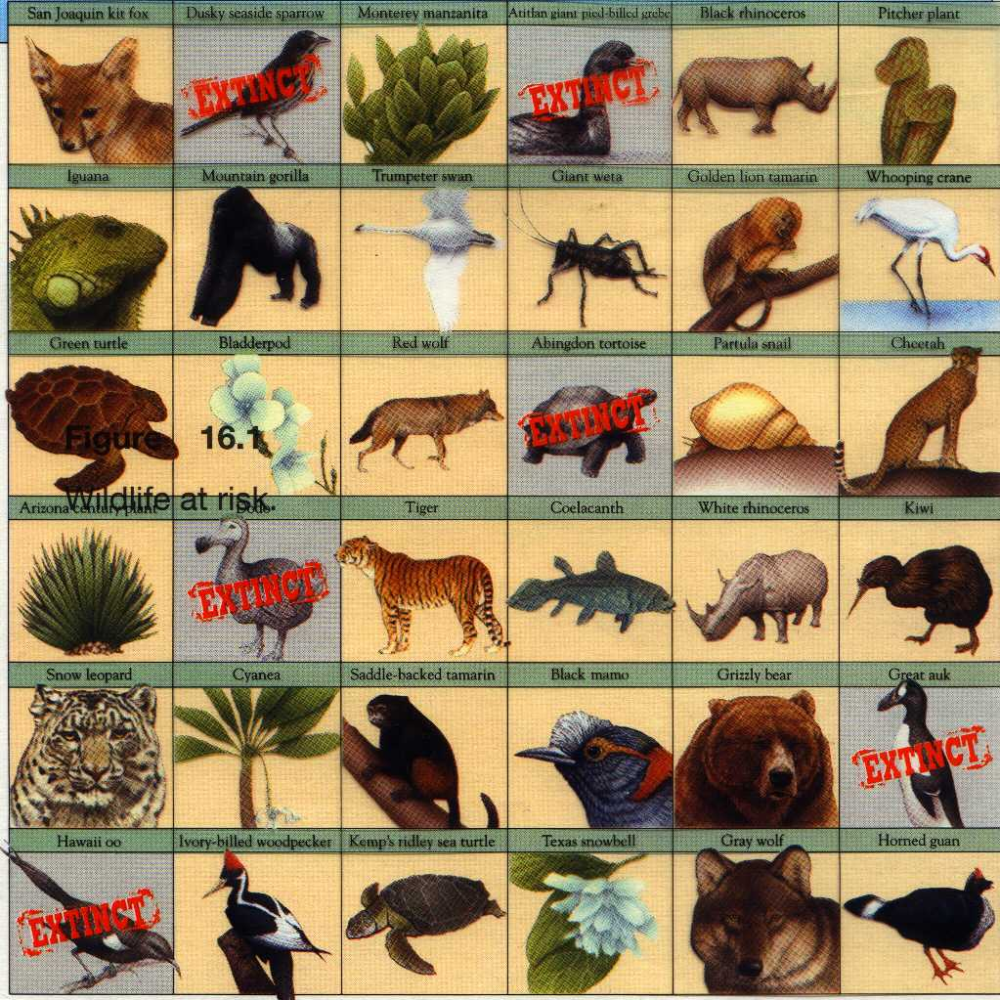 San Joaquin kit fox Dusky seaside sparrow Monterey manzanita Atitlan giant pied-billed grebe Black rhinoceros Pitcher plant
EXTINCT EXTINCT
Iguana Mountain gorilla Trumpeter swan Giant weta Golden lion tamarin Whooping crane
Green turtle Bladderpod Red wolf Abingdon tortoise Partula snail Cheetah
EXTINCT
Figure 16.1
Wildlife at risk.
Arizona century plant Dodo Tiger Coelacanth White rhinoceros Kiwi
EXTINCT
Snow leopard Cyanea Saddle-backed tamarin Black mamo Grizzly bear Great auk
EXTINCT
Hawaii oo Ivory-billed woodpecker Kemp's ridley sea turtle Texas snowbell Gray wolf Horned guan
EXTINCT